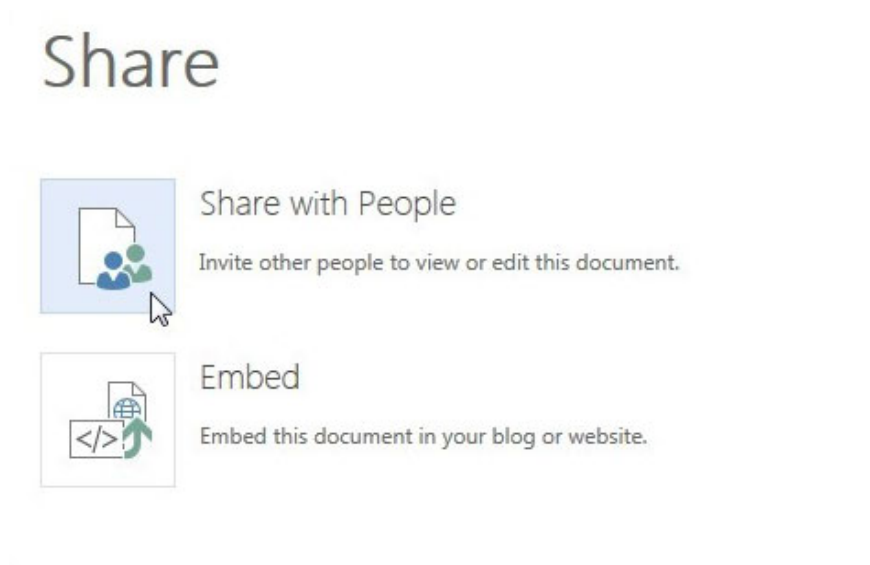 Share
Share with People
Invite other people to view or edit this document.
Embed
</>
Embed this document in your blog or website.